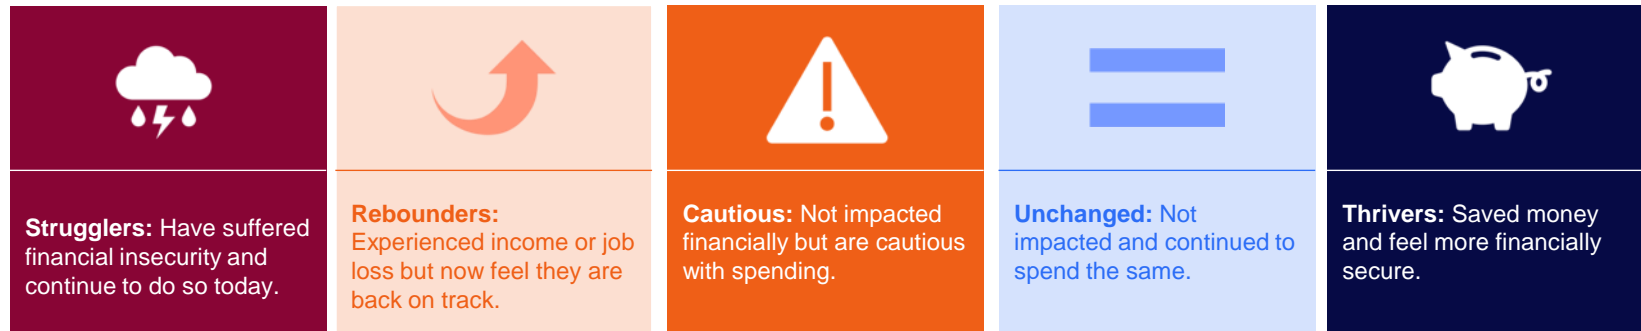 Strugglers: Have suffered
financial insecurity and
continue to do so today.
Rebounders:
Experienced income or job
loss but now feel they are
back on track.
Cautious: Not impacted
financially but are cautious
with spending.
Unchanged: Not
impacted and continued to
spend the same.
Thrivers: Saved money
and feel more financially
secure.